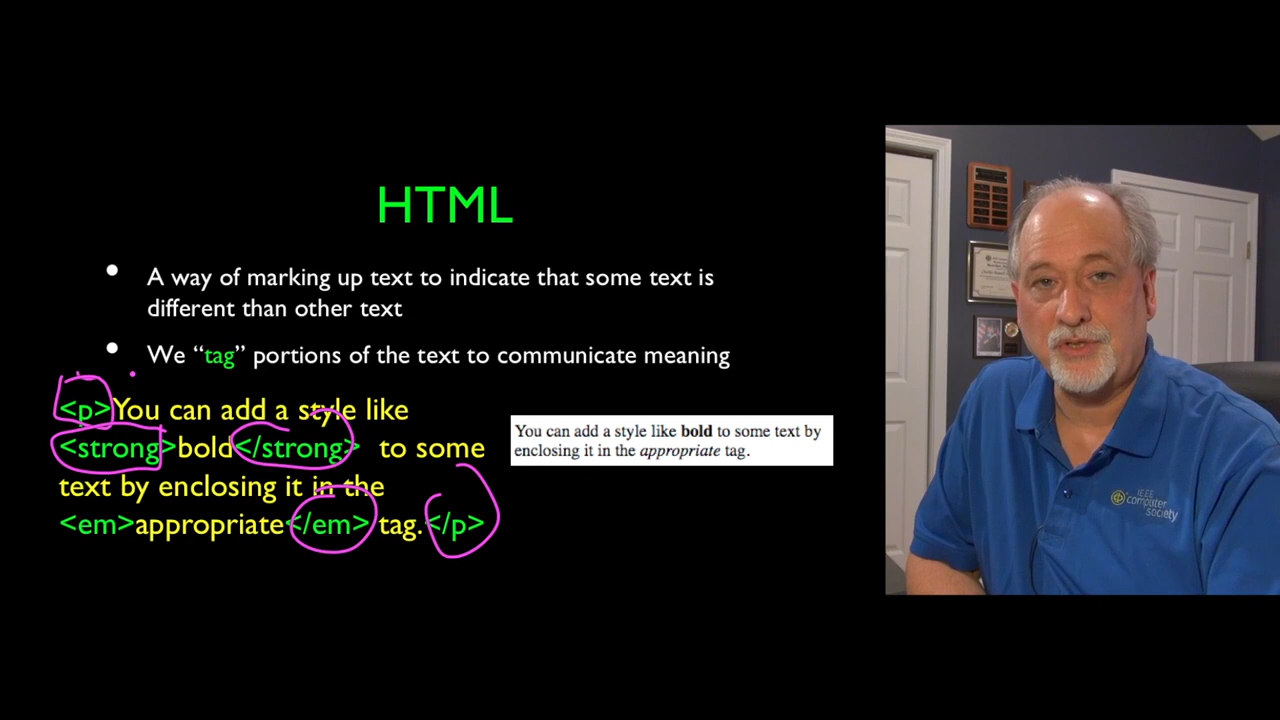 HTML
• A way of marking up text to indicate that some text is
different than other text
• We “tag” portions of the text to communicate meaning
<p>You can add a style like
<strong>bold</strong> to some
text by enclosing it in the
<em>appropriate</em> tag.</p>
You can add a style like bold to some text by
enclosing it in the appropriate tag.
IEEE
computer
society